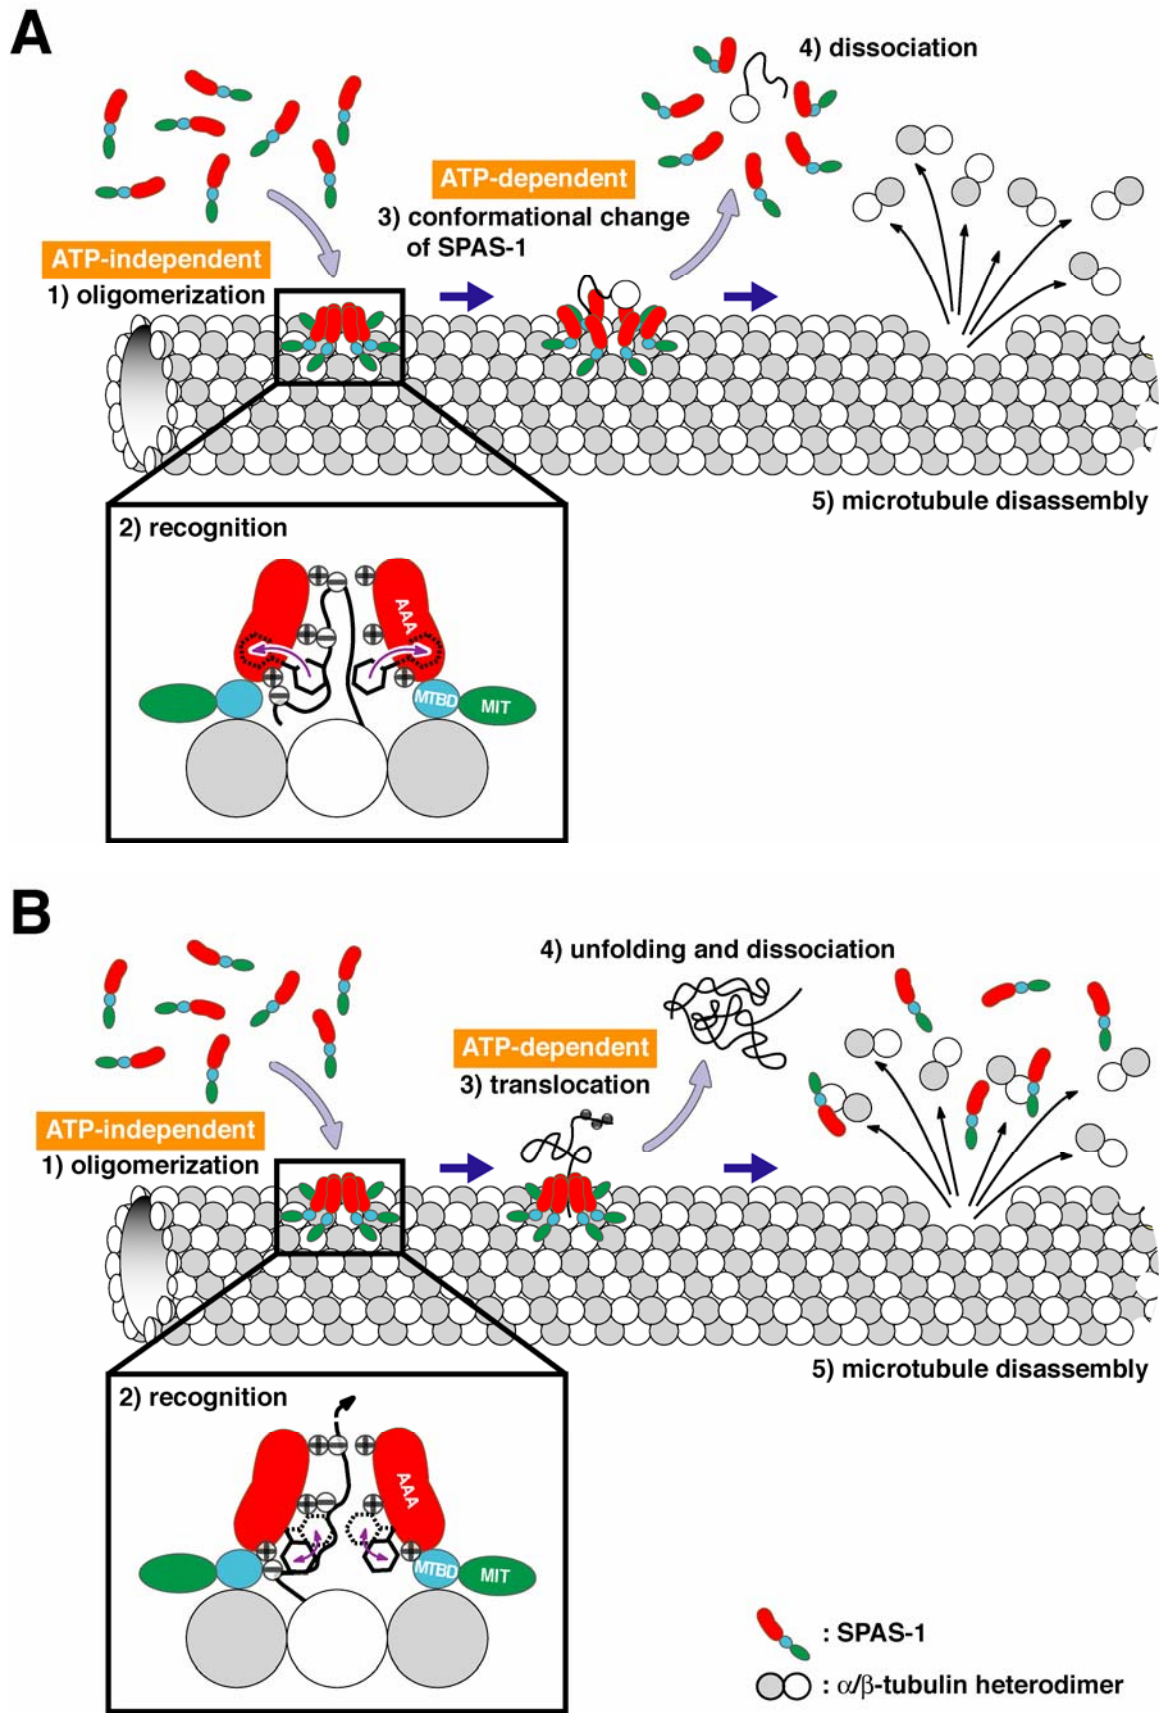 A
4) dissociation
ATP-dependent
3) conformational change
of SPAS-1
ATP-independent
1) oligomerization
5) microtubule disassembly
2) recognition
AAA
MTBD
MIT
B
4) unfolding and dissociation
ATP-dependent
3) translocation
ATP-independent
1) oligomerization
5) microtubule disassembly
2) recognition
AAA
MTBD
MIT
: SPAS-1
: α/β-tubulin heterodimer